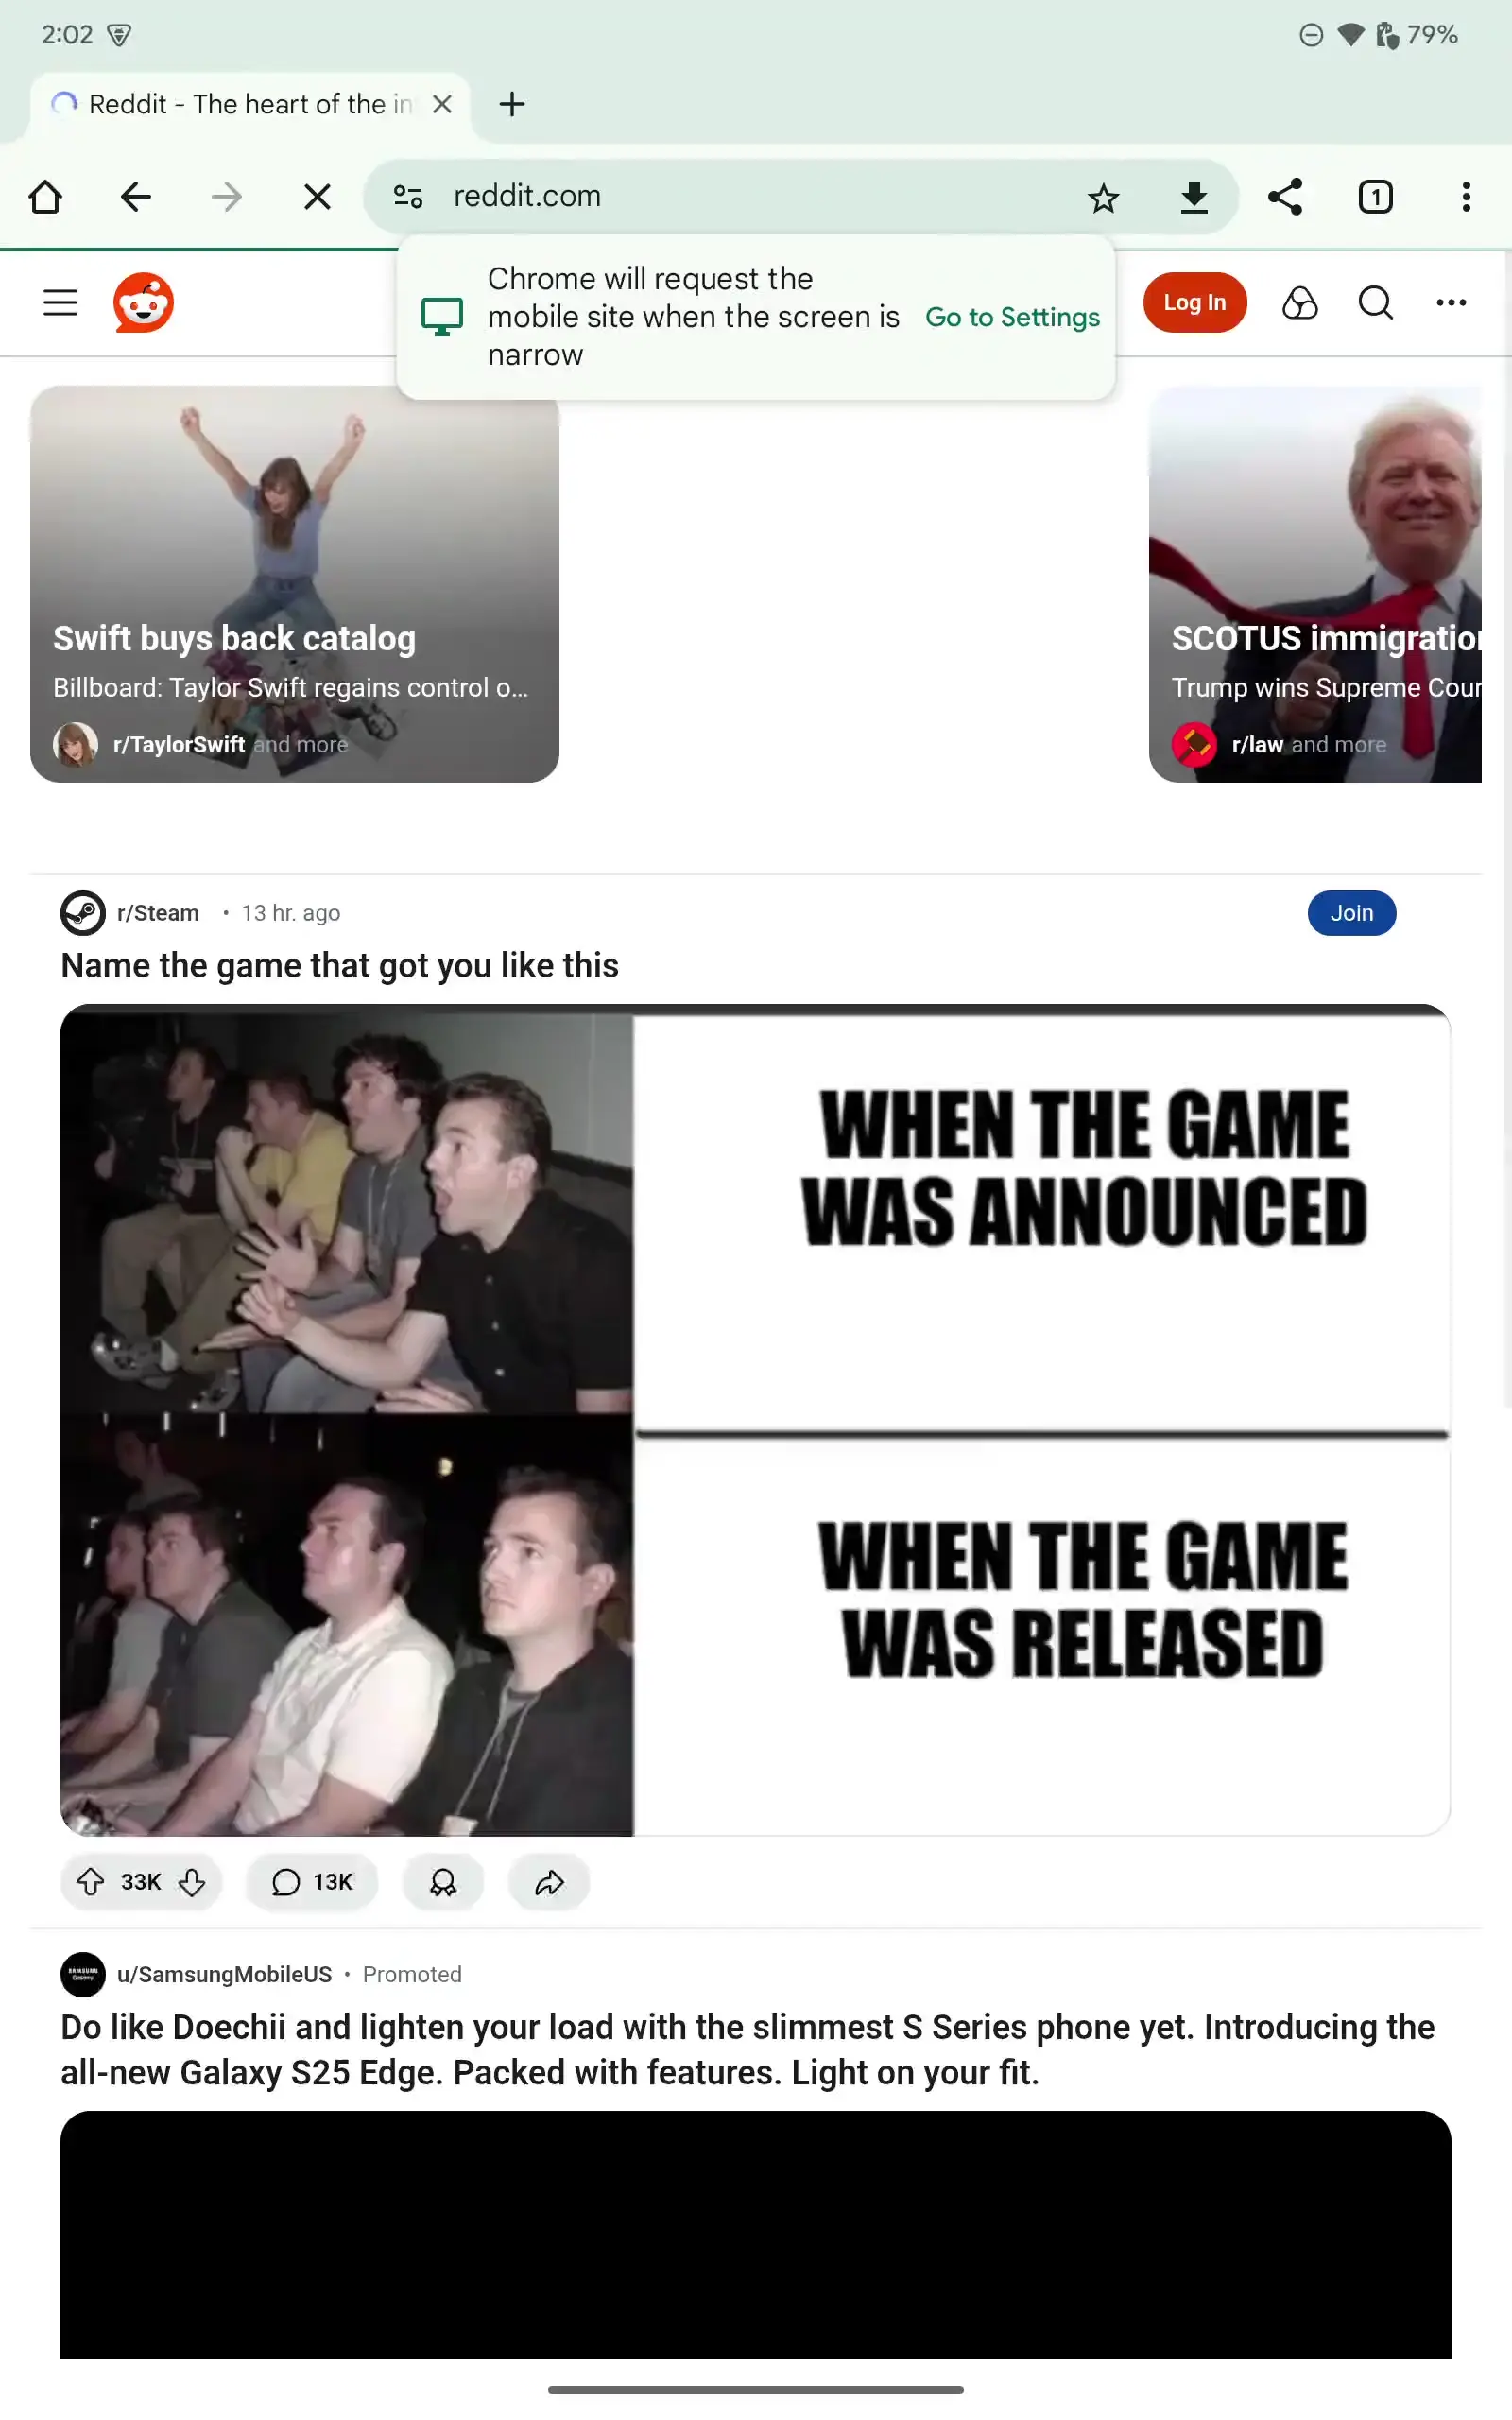 2:02
79%
Reddit - The heart of the in
reddit.com
1
Chrome will request the
mobile site when the screen is
narrow
Go to Settings
Log In
Swift buys back catalog
Billboard: Taylor Swift regains control o...
r/TaylorSwift and more
SCOTUS immigration
Trump wins Supreme Cour
r/law and more
r/Steam • 13 hr. ago
Join
Name the game that got you like this
WHEN THE GAME
WAS ANNOUNCED
WHEN THE GAME
WAS RELEASED
33K
13K
SAMSUNG
Galaxy
u/SamsungMobileUS • Promoted
Do like Doechii and lighten your load with the slimmest S Series phone yet. Introducing the
all-new Galaxy S25 Edge. Packed with features. Light on your fit.